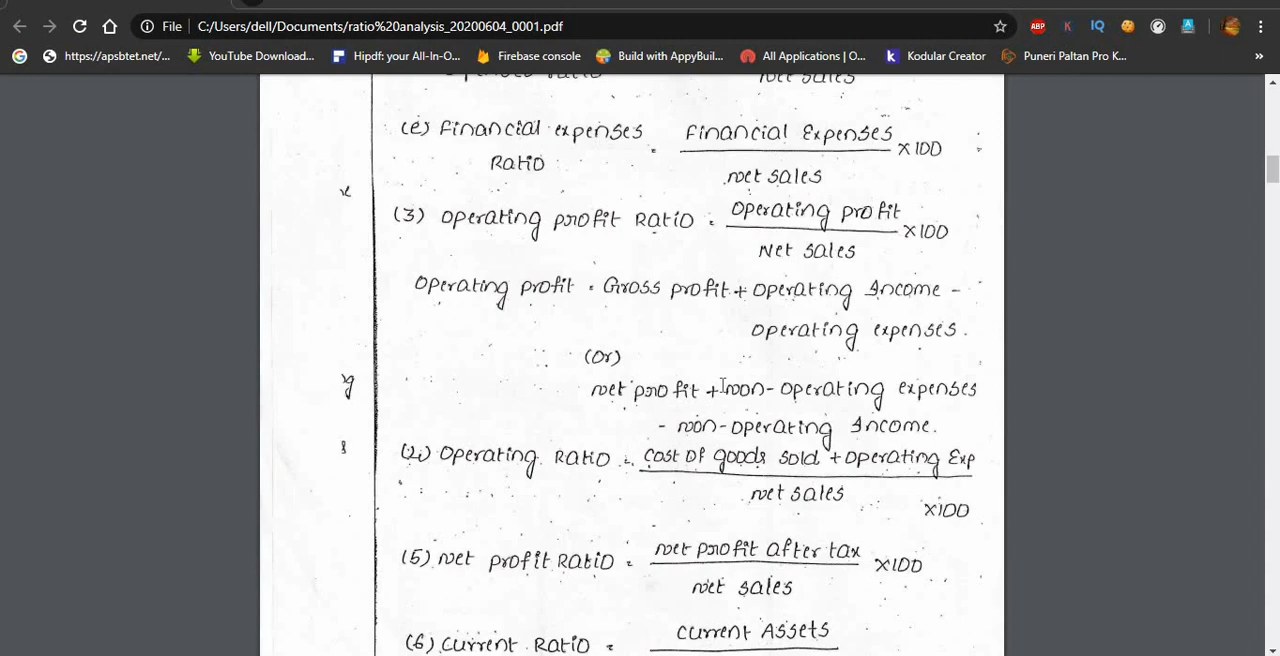 File C:/Users/dell/Documents/ratio%20analysis_20200604_0001.pdf
ABP K IQ A
https://apsbtet.net/... YouTube Download... Hipdf: your All-In-O... Firebase console Build with AppyBuil... All Applications | O... Kodular Creator Puneri Paltan Pro K... »
Net sales
(e) Financial expenses = Financial Expenses ×100
Ratio
Net sales
(3) Operating profit Ratio = Operating profit ×100
Net sales
Operating profit = Gross profit + Operating Income -
Operating expenses.
(Or)
Net profit + Non-Operating expenses
- Non-Operating Income.
Operating Ratio = Cost of goods sold + Operating Exp
Net sales
×100
(5) Net profit Ratio = Net profit after tax ×100
Net sales
(6) Current Ratio = Current Assets